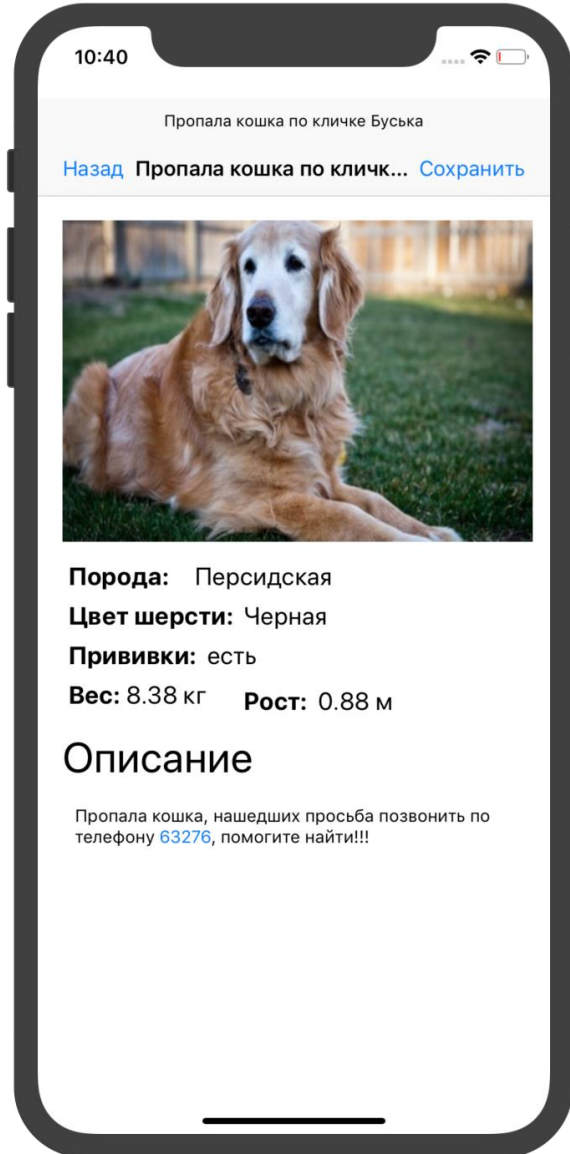 10:40
Пропала кошка по кличке Буська
Назад Пропала кошка по кличк... Сохранить
Порода: Персидская
Цвет шерсти: Черная
Прививки: есть
Вес: 8.38 кг Рост: 0.88 м
Описание
Пропала кошка, нашедших просьба позвонить по
телефону 63276, помогите найти!!!